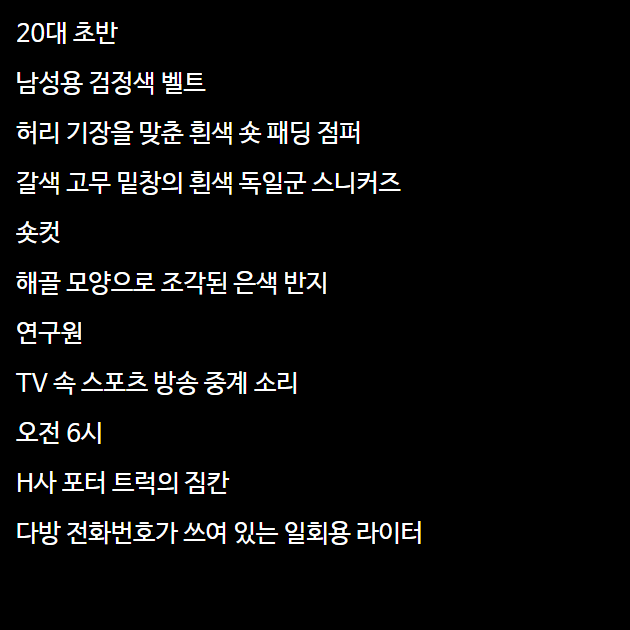 20대 초반
남성용 검정색 벨트
허리 기장을 맞춘 흰색 숏 패딩 점퍼
갈색 고무 밑창의 흰색 독일군 스니커즈
숏컷
해골 모양으로 조각된 은색 반지
연구원
TV 속 스포츠 방송 중계 소리
오전 6시
H사 포터 트럭의 짐칸
다방 전화번호가 쓰여 있는 일회용 라이터